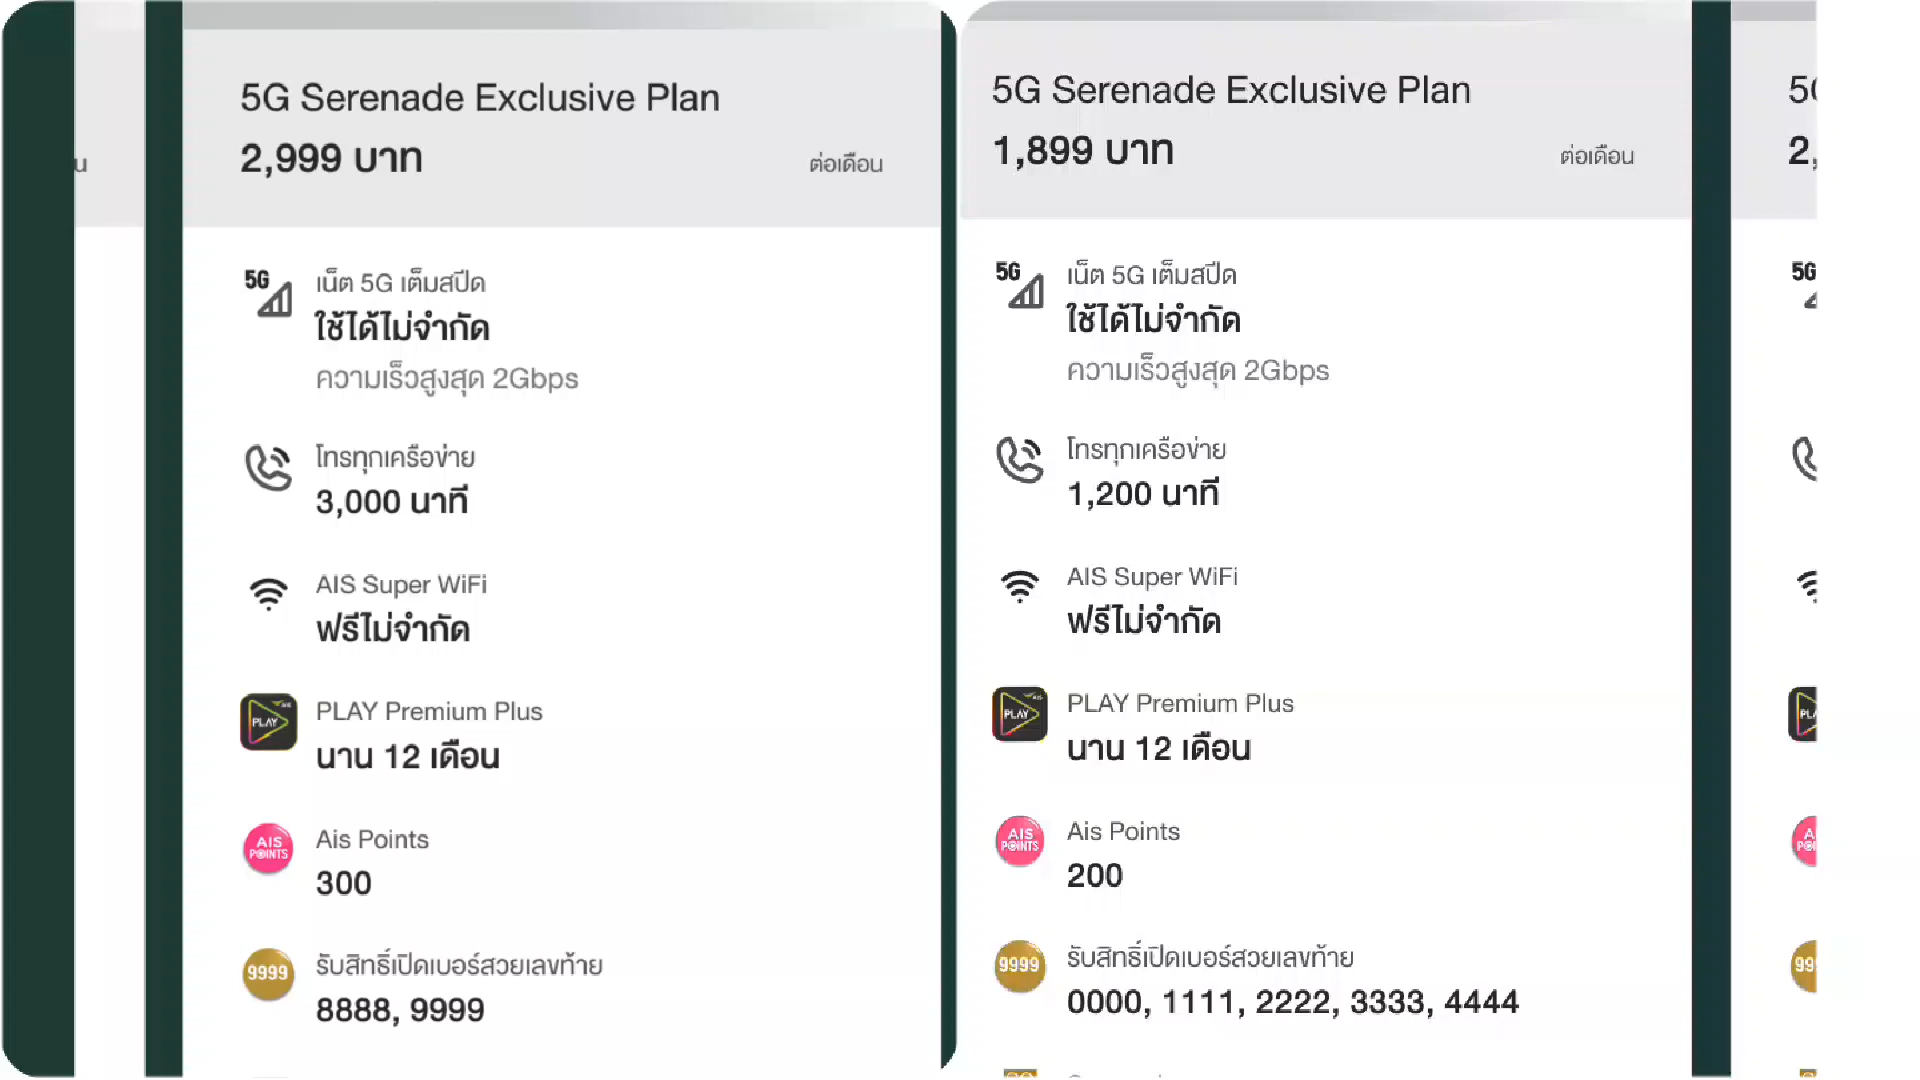 5G Serenade Exclusive Plan
2,999 บาท
ต่อเดือน
5G
เน็ต 5G เต็มสปีด
ใช้ได้ไม่จำกัด
ความเร็วสูงสุด 2Gbps
โทรทุกเครือข่าย
3,000 นาที
AIS Super WiFi
ฟรีไม่จำกัด
PLAY
PLAY Premium Plus
นาน 12 เดือน
AIS
POINTS
Ais Points
300
9999
รับสิทธิ์เปิดเบอร์สวยเลขท้าย
8888, 9999
5G Serenade Exclusive Plan
1,899 บาท
ต่อเดือน
5G
เน็ต 5G เต็มสปีด
ใช้ได้ไม่จำกัด
ความเร็วสูงสุด 2Gbps
โทรทุกเครือข่าย
1,200 นาที
AIS Super WiFi
ฟรีไม่จำกัด
PLAY
PLAY Premium Plus
นาน 12 เดือน
AIS
POINTS
Ais Points
200
9999
รับสิทธิ์เปิดเบอร์สวยเลขท้าย
0000, 1111, 2222, 3333, 4444
5G